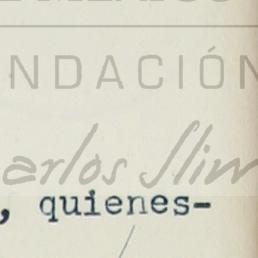 NDACIÓN
arlos Slim
, quienes-